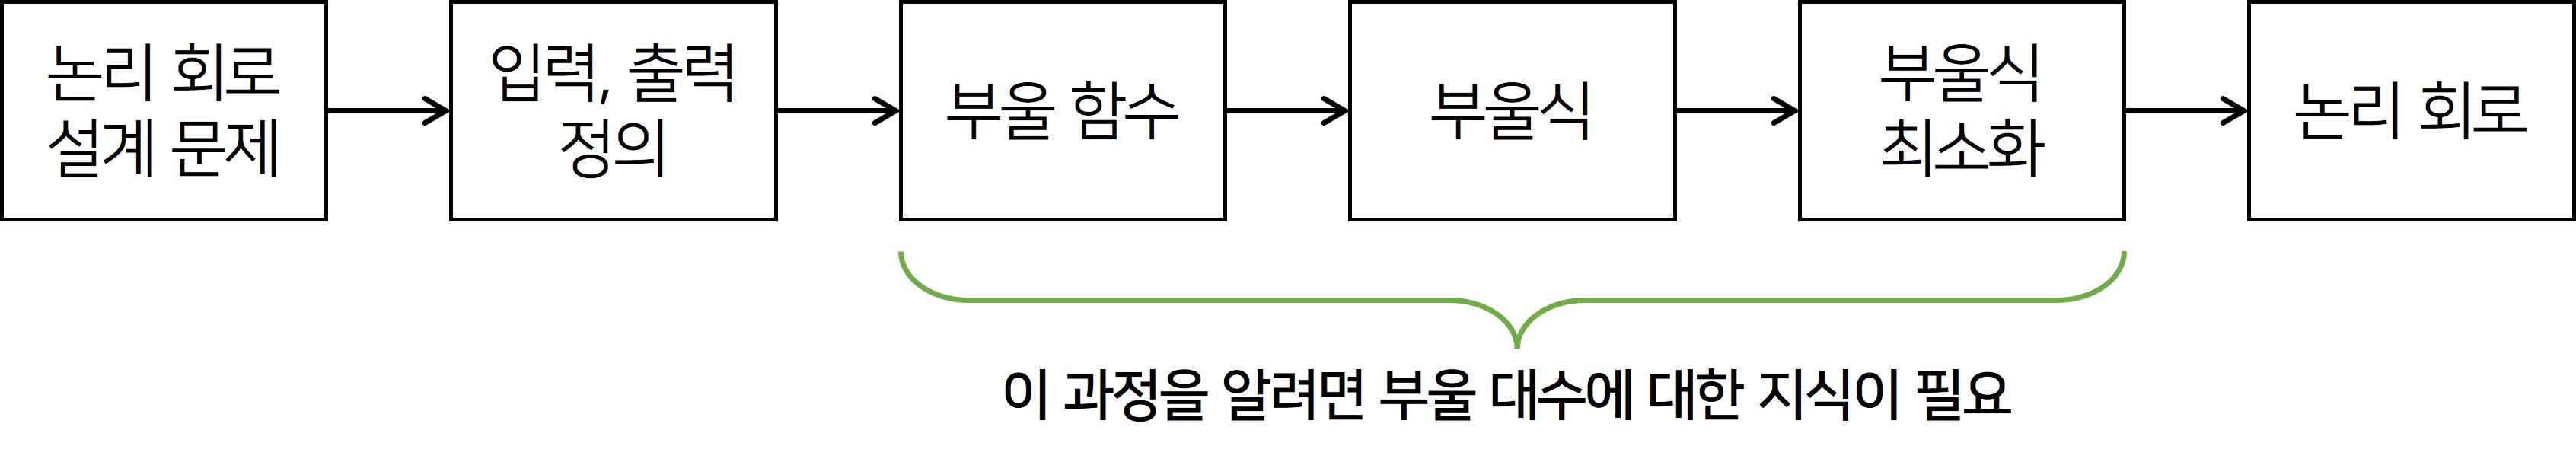 논리 회로
설계 문제
입력, 출력
정의
부울 함수
부울식
부울식
최소화
논리 회로
이 과정을 알려면 부울 대수에 대한 지식이 필요